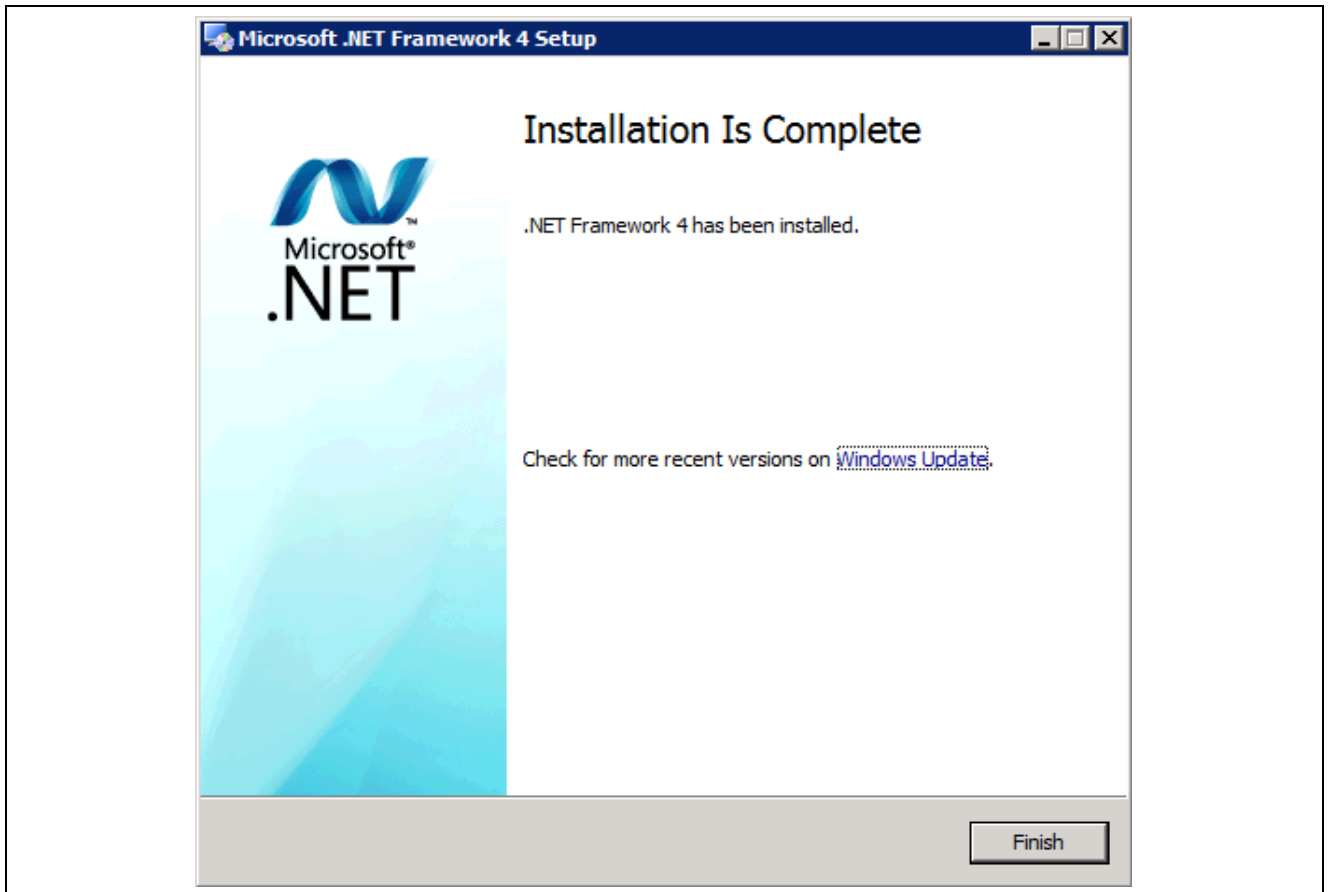 Microsoft .NET Framework 4 Setup
Installation Is Complete
Microsoft®
.NET
™
.NET Framework 4 has been installed.
Check for more recent versions on Windows Update.
Finish